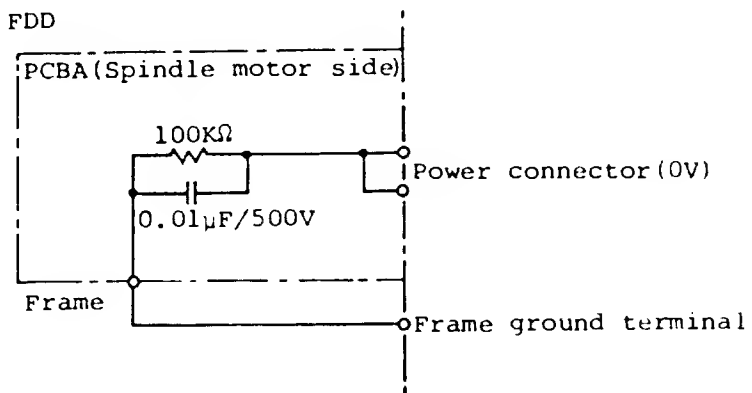 FDD
PCBA(Spindle motor side)
100KΩ
Power connector(0V)
0.01μF/500V
Frame
Frame ground terminal